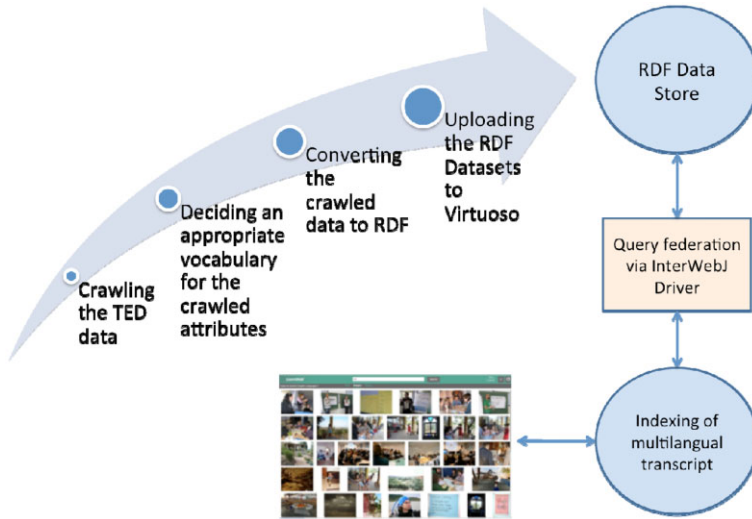 Crawling
the TED
data
Deciding an
appropriate
vocabulary
for the
crawled
attributes
Converting
the
crawled
data to RDF
Uploading
the RDF
Datasets
to
Virtuoso
RDF Data
Store
Query federation
via InterWebJ
Driver
Indexing of
multilangual
transcript